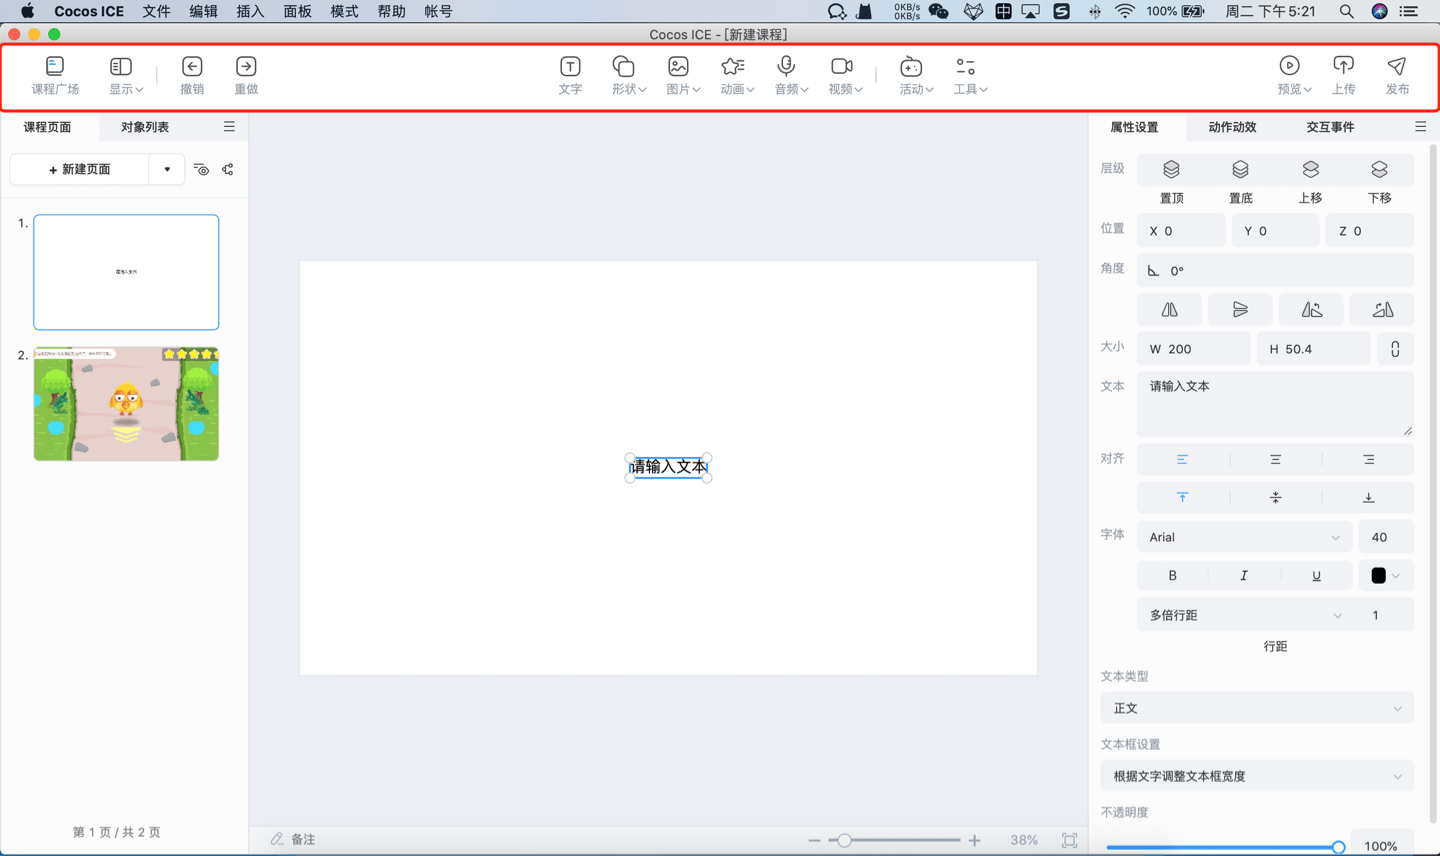 Cocos ICE 文件 编辑 插入 面板 模式 帮助 帐号 0KB/s 0KB/s 100% 周二 下午5:21
Cocos ICE - [新建课程]
课程广场 显示 撤销 重做 文字 形状 图片 动画 音频 视频 活动 工具 预览 上传 发布
课程页面 对象列表 属性设置 动作动效 交互事件
+ 新建页面
层级
置顶 置底 上移 下移
1.
请输入文本
位置 X 0 Y 0 Z 0
角度 0°
大小 W 200 H 50.4
2.
文本 请输入文本
请输入文本
对齐
字体 Arial 40
B I U
多倍行距 1
行距
文本类型
正文
文本框设置
根据文字调整文本框宽度
不透明度
100%
第 1 页 / 共 2 页
备注 38%